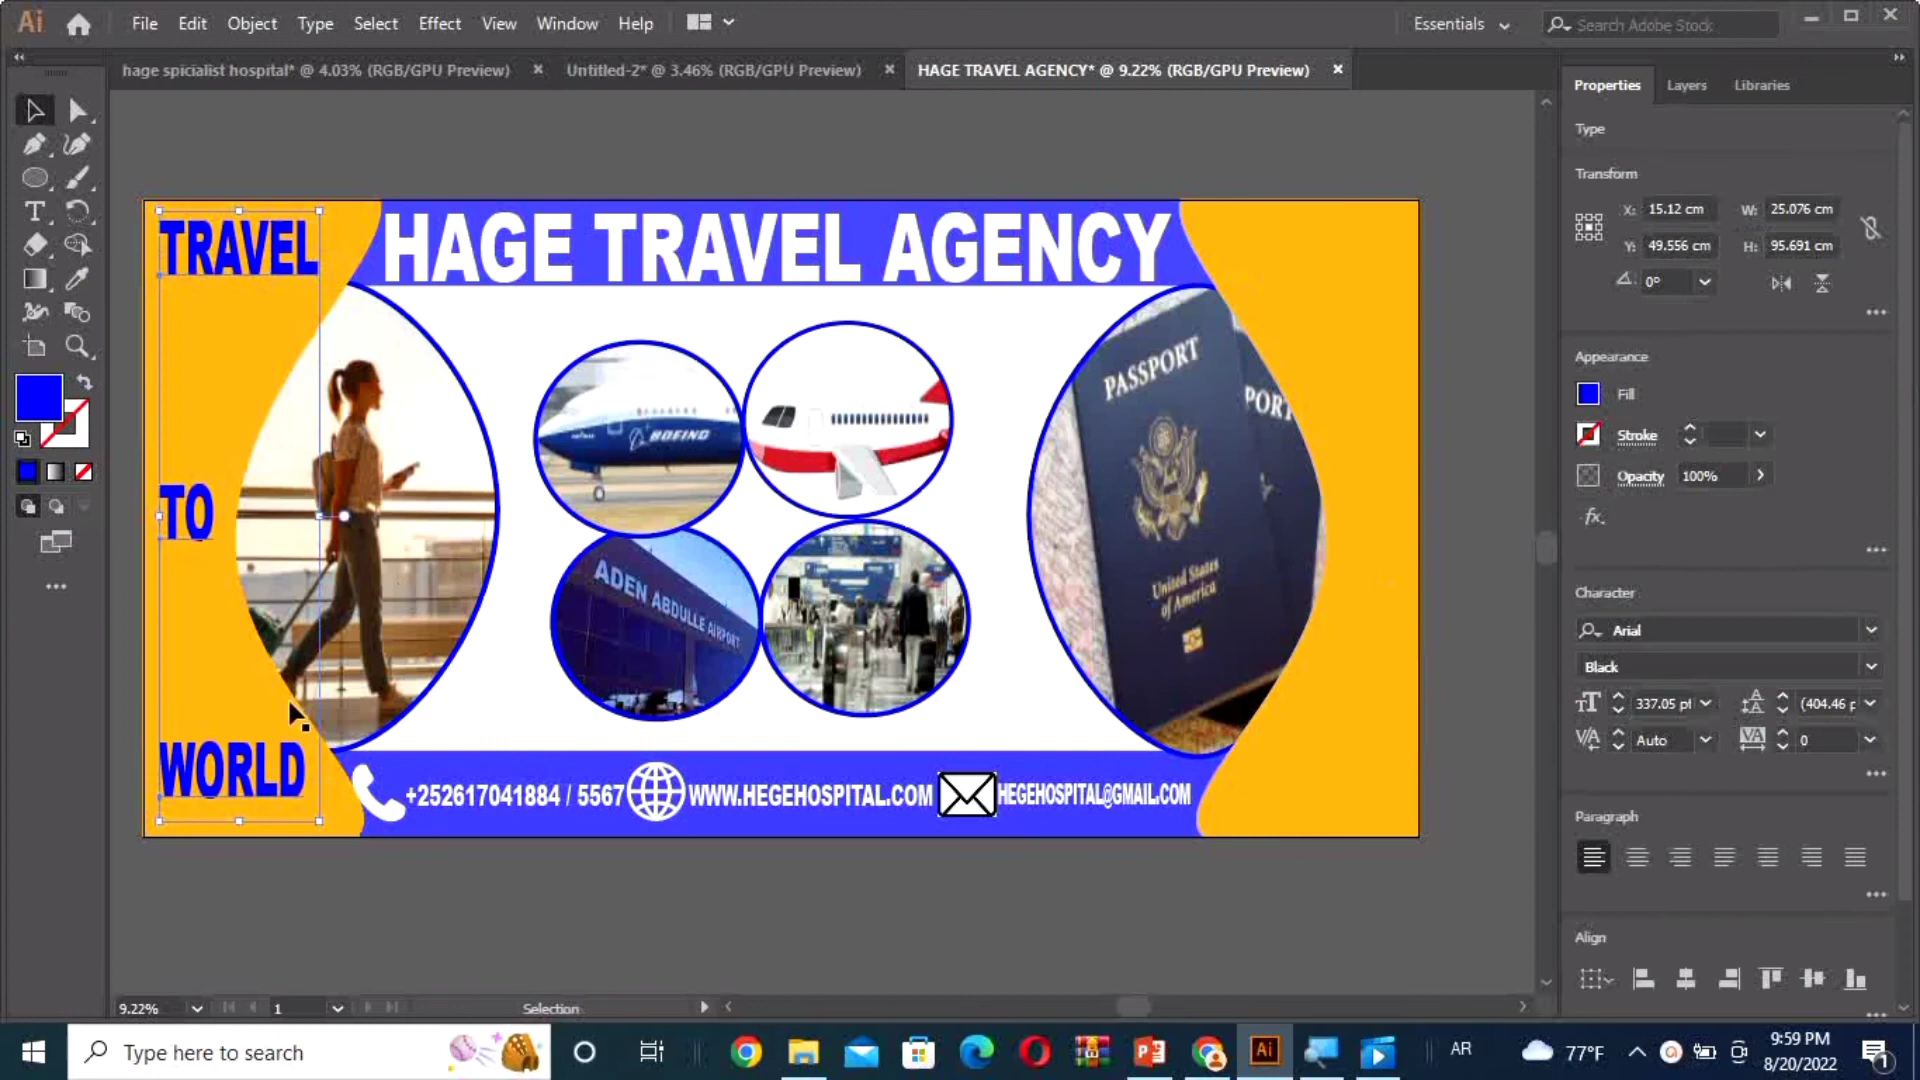 Ai File Edit Object Type Select Effect View Window Help Essentials Search Adobe Stock
hage spicialist hospital* @ 4.03% (RGB/GPU Preview) × Untitled-2* @ 3.46% (RGB/GPU Preview) × HAGE TRAVEL AGENCY* @ 9.22% (RGB/GPU Preview) ×
Properties Layers Libraries
Type
Transform
X: 15.12 cm W: 25.076 cm
Y: 49.556 cm H: 95.691 cm
0°
Appearance
Fill
Stroke
Opacity 100%
fx.
Character
Arial
Black
337.05 pt (404.46 p
Auto 0
Paragraph
Align
TRAVEL
TO
WORLD
HAGE TRAVEL AGENCY
BOEING
ADEN ABDULLE AIRPORT
PASSPORT
PORT
United States
of America
+252617041884 / 5567 WWW.HEGEHOSPITAL.COM HEGEHOSPITAL@GMAIL.COM
9.22% 1 Selection
Type here to search
AR 77°F 9:59 PM
8/20/2022 1